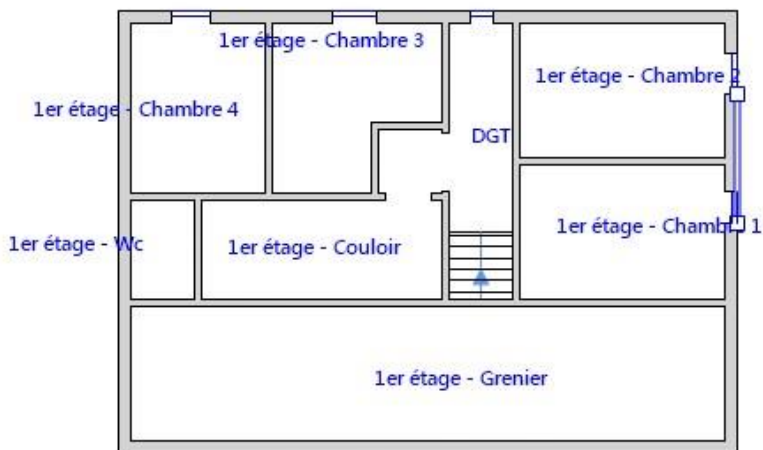 1er étage - Chambre 3
1er étage - Chambre 2
1er étage - Chambre 4
DGT
1er étage - Chambre 1
1er étage - Wc
1er étage - Couloir
1er étage - Grenier